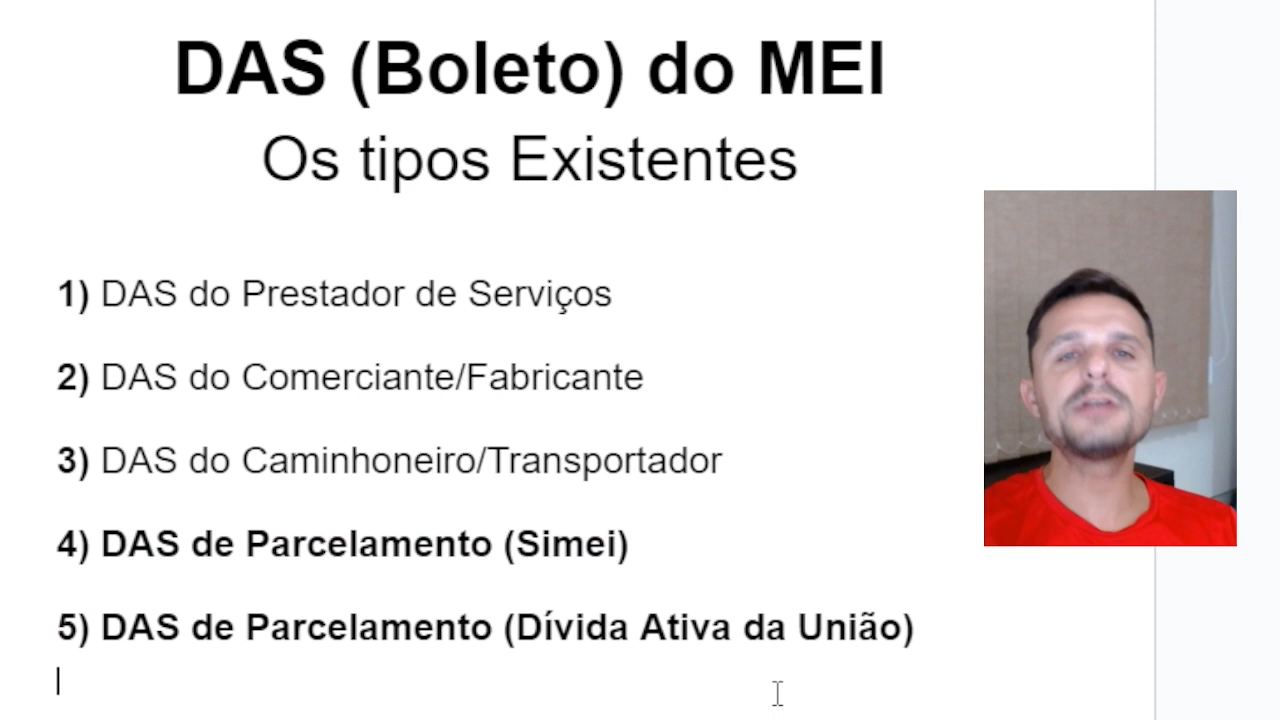 DAS (Boleto) do MEI
Os tipos Existentes
1) DAS do Prestador de Serviços
2) DAS do Comerciante/Fabricante
3) DAS do Caminhoneiro/Transportador
4) DAS de Parcelamento (Simei)
5) DAS de Parcelamento (Dívida Ativa da União)